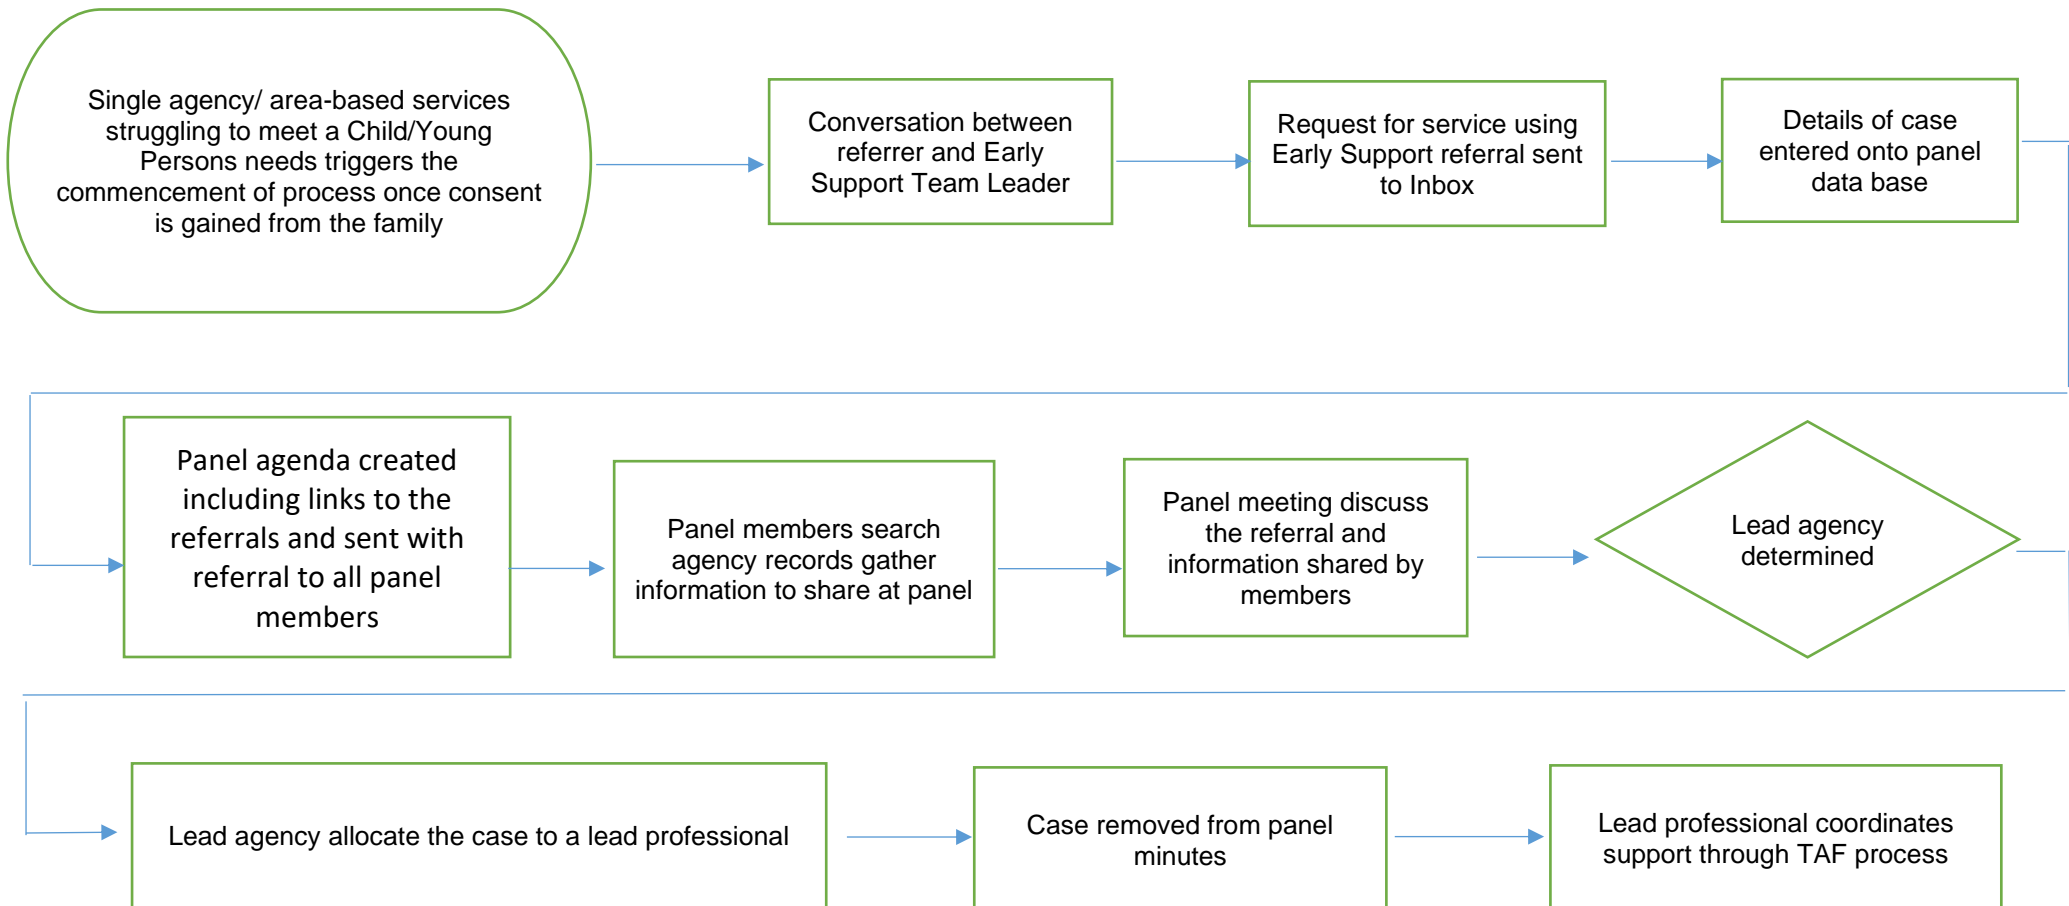 Single agency/ area-based services
struggling to meet a Child/Young
Persons needs triggers the
commencement of process once consent
is gained from the family
Conversation between
referrer and Early
Support Team Leader
Request for service using
Early Support referral sent
to Inbox
Details of case
entered onto panel
data base
Panel agenda created
including links to the
referrals and sent with
referral to all panel
members
Panel members search
agency records gather
information to share at panel
Panel meeting discuss
the referral and
information shared by
members
Lead agency
determined
Lead agency allocate the case to a lead professional
Case removed from panel
minutes
Lead professional coordinates
support through TAF process